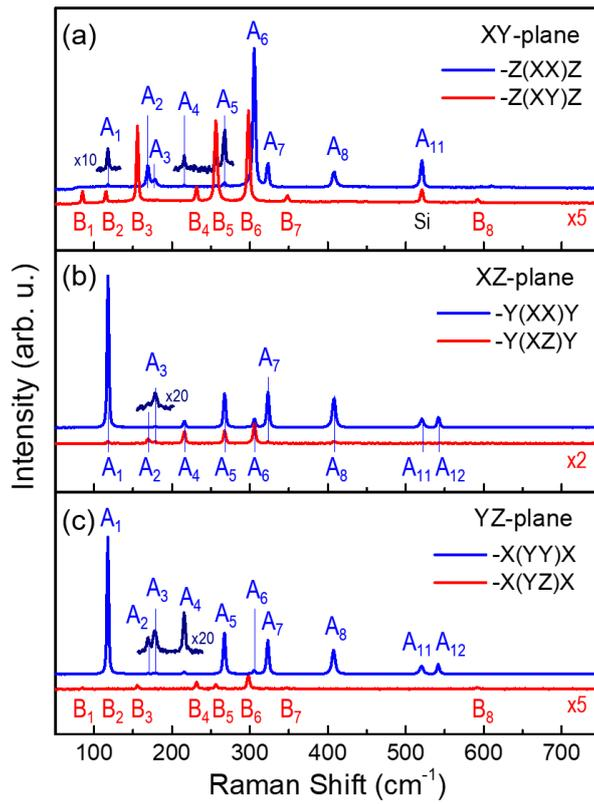 (a)
XY-plane
-Z(XX)Z
-Z(XY)Z
A₁
A₂
A₃
A₄
A₅
A₆
A₇
A₈
A₁₁
x10
B₁ B₂ B₃ B₄ B₅ B₆ B₇ Si B₈ x5
(b)
XZ-plane
-Y(XX)Y
-Y(XZ)Y
A₃
x20
A₇
x2
A₁ A₂ A₄ A₅ A₆ A₈ A₁₁ A₁₂
(c)
YZ-plane
-X(YY)X
-X(YZ)X
A₁
A₂
A₃
A₄
x20
A₅
A₆
A₇
A₈
A₁₁
A₁₂
B₁ B₂ B₃ B₄ B₅ B₆ B₇ B₈ x5
Intensity (arb. u.)
100 200 300 400 500 600 700
Raman Shift (cm⁻¹)